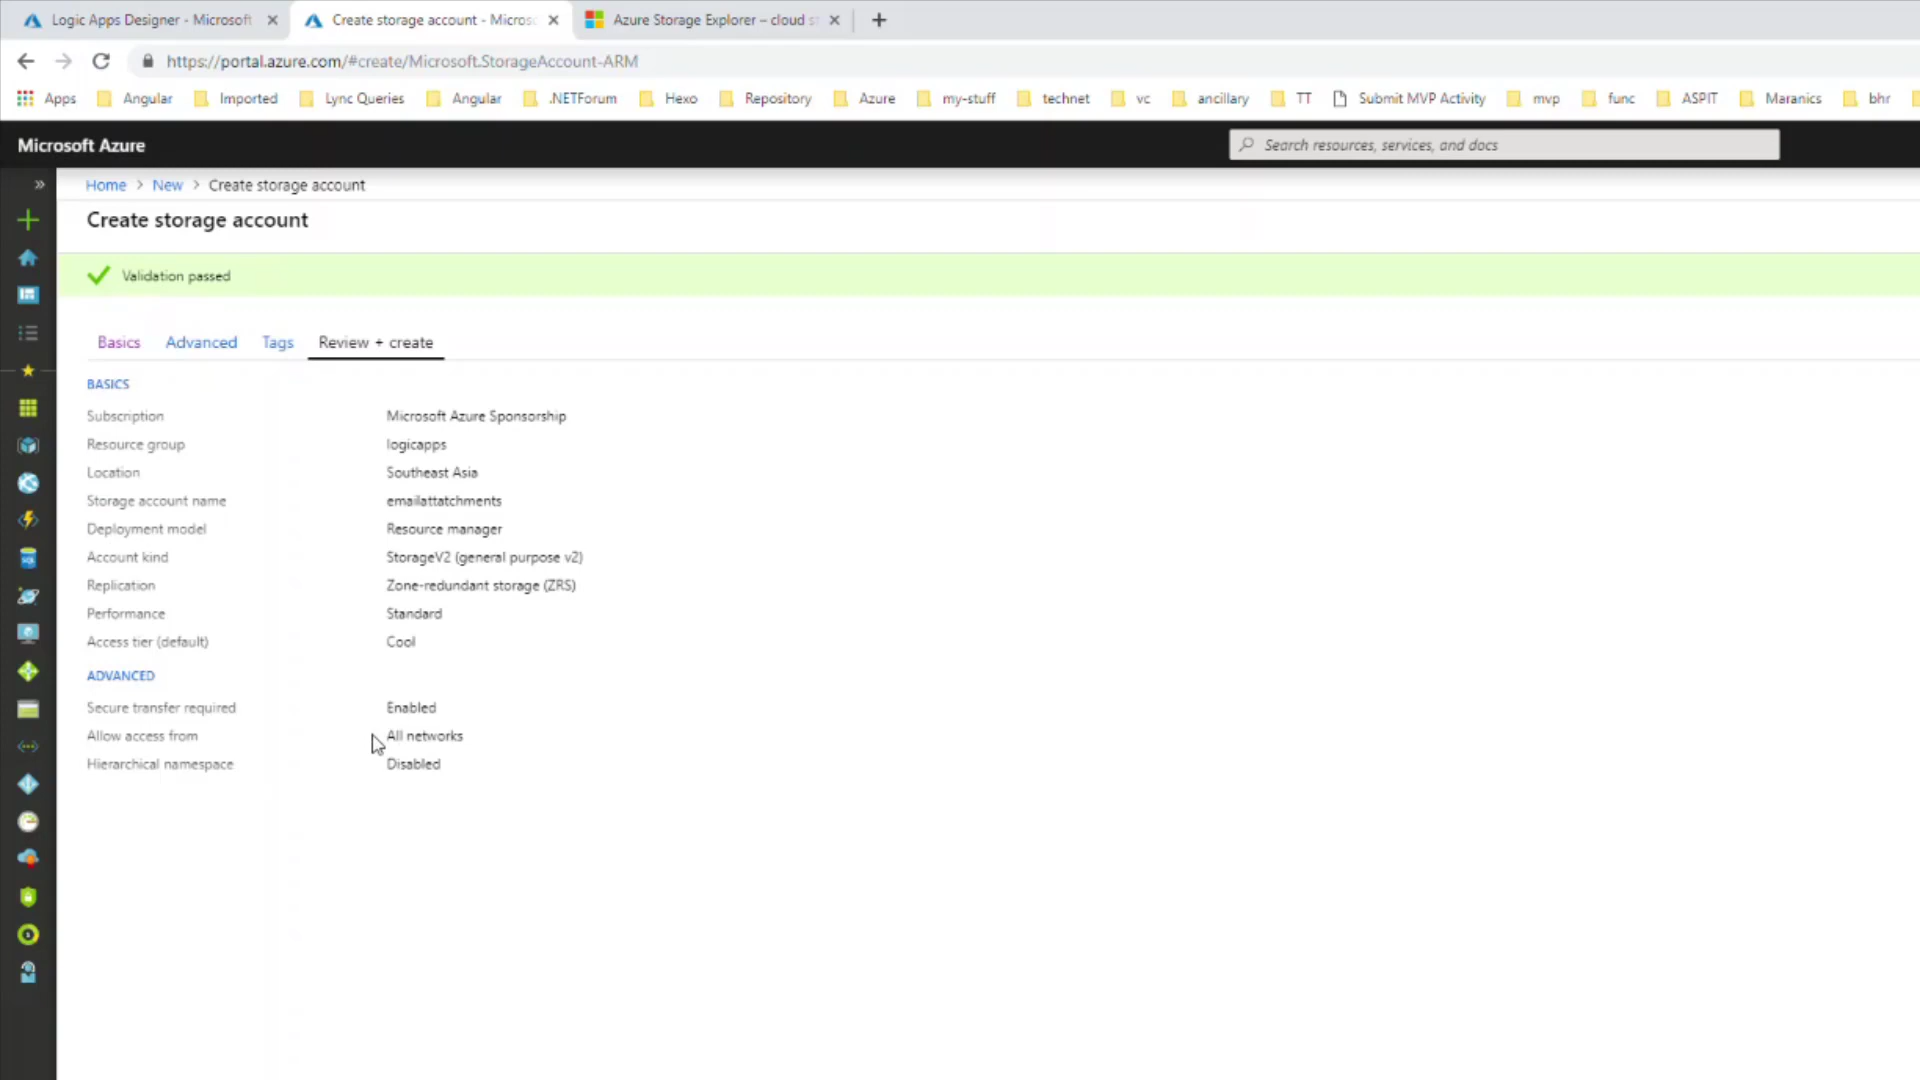 Logic Apps Designer - Microsoft
Create storage account - Micros
Azure Storage Explorer – cloud s
https://portal.azure.com/#create/Microsoft.StorageAccount-ARM
Apps Angular Imported Lync Queries Angular .NETForum Hexo Repository Azure my-stuff technet vc ancillary TT Submit MVP Activity mvp func ASPIT Maranics bhr
Microsoft Azure
Search resources, services, and docs
Home > New > Create storage account
Create storage account
Validation passed
Basics Advanced Tags Review + create
BASICS
Subscription Microsoft Azure Sponsorship
Resource group logicapps
Location Southeast Asia
Storage account name emailattatchments
Deployment model Resource manager
Account kind StorageV2 (general purpose v2)
Replication Zone-redundant storage (ZRS)
Performance Standard
Access tier (default) Cool
ADVANCED
Secure transfer required Enabled
Allow access from All networks
Hierarchical namespace Disabled